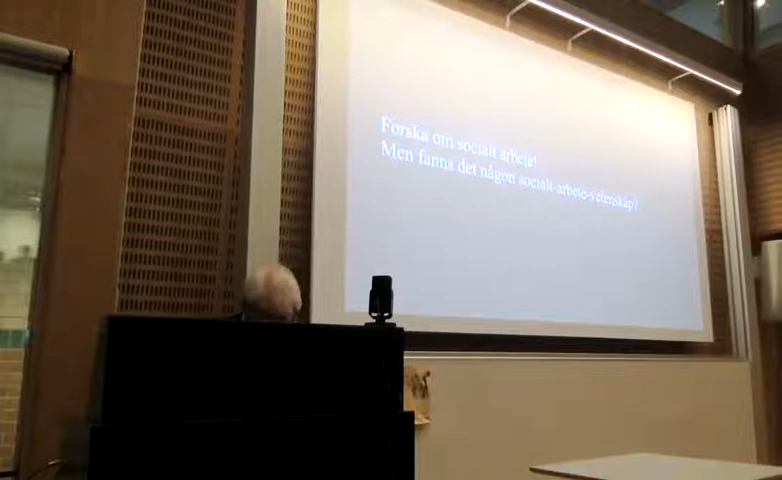 Forska om socialt arbete!
Men fanns det någon socialt-arbete-vetenskap?